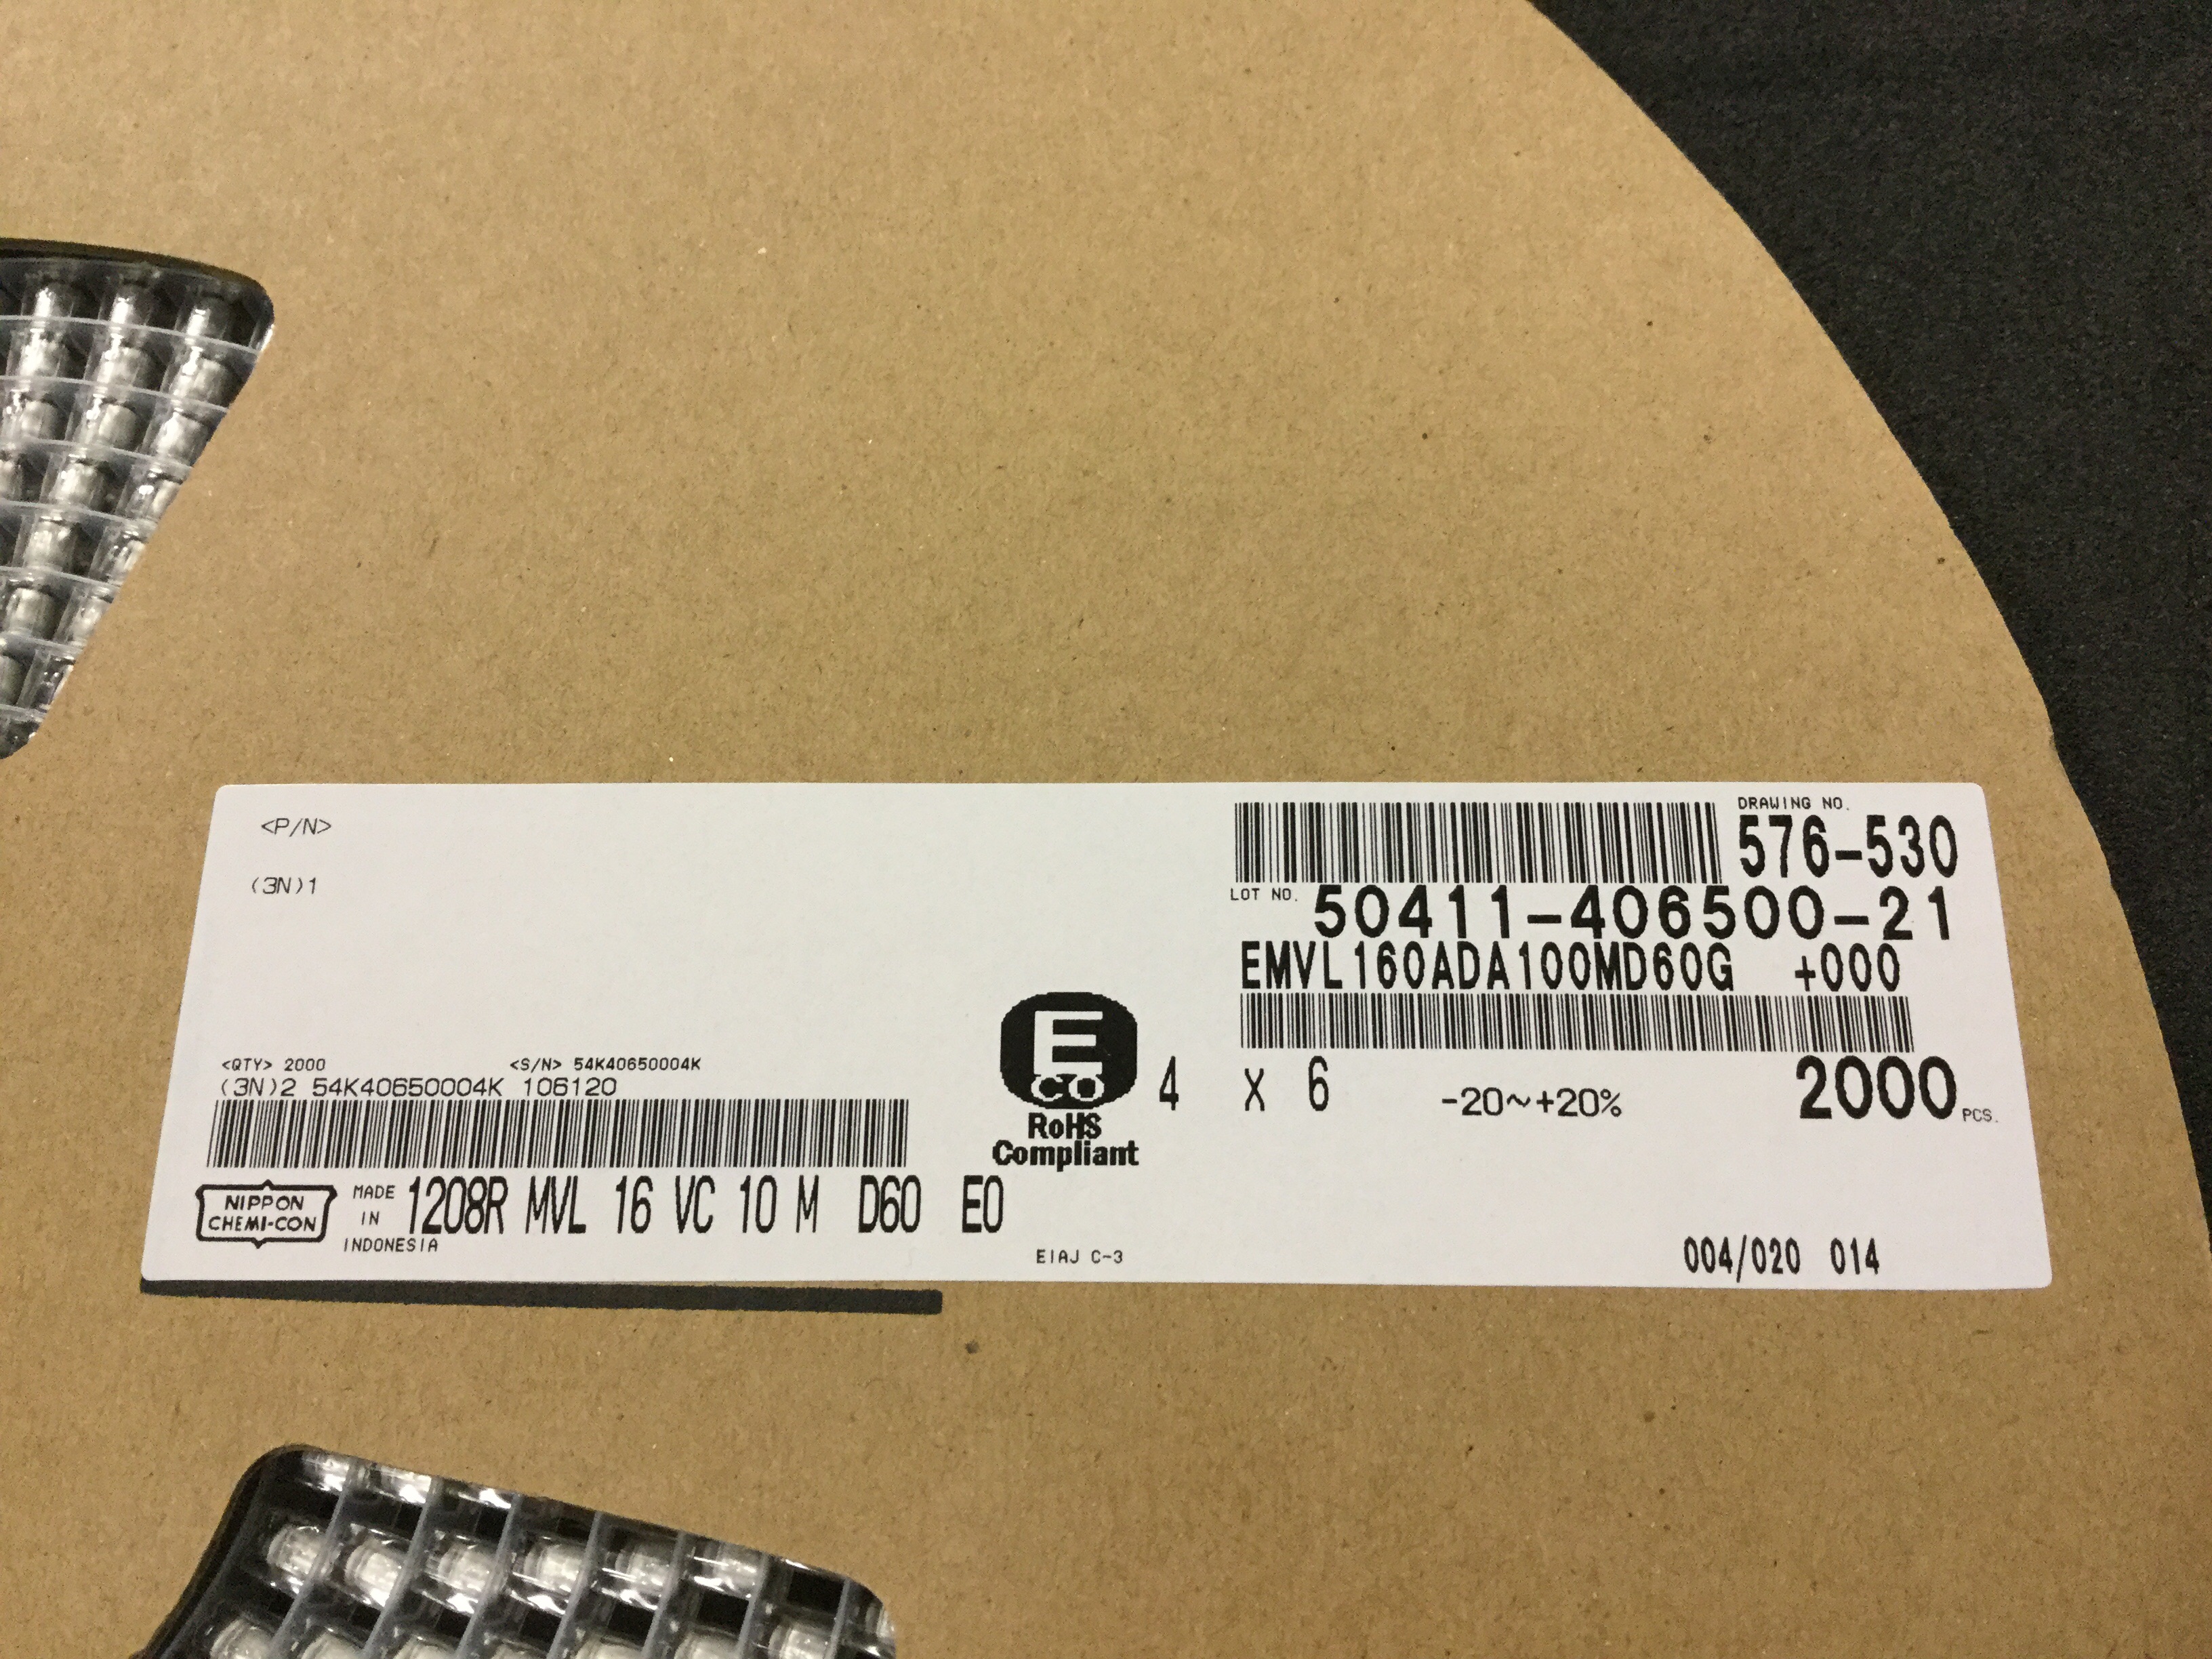 <P/N>
(3N)1
DRAWING NO.
576-530
LOT NO. 50411-406500-21
EMVL160ADA100MD60G +000
<QTY> 2000 <S/N> 54K40650004K
(3N)2 54K40650004K 106120
E
CO
RoHS
Compliant
4 X 6 -20~+20% 2000 PCS.
NIPPON
CHEMI-CON
MADE
IN
INDONESIA
1208R MVL 16 VC 10 M D60 E0
EIAJ C-3
004/020 014